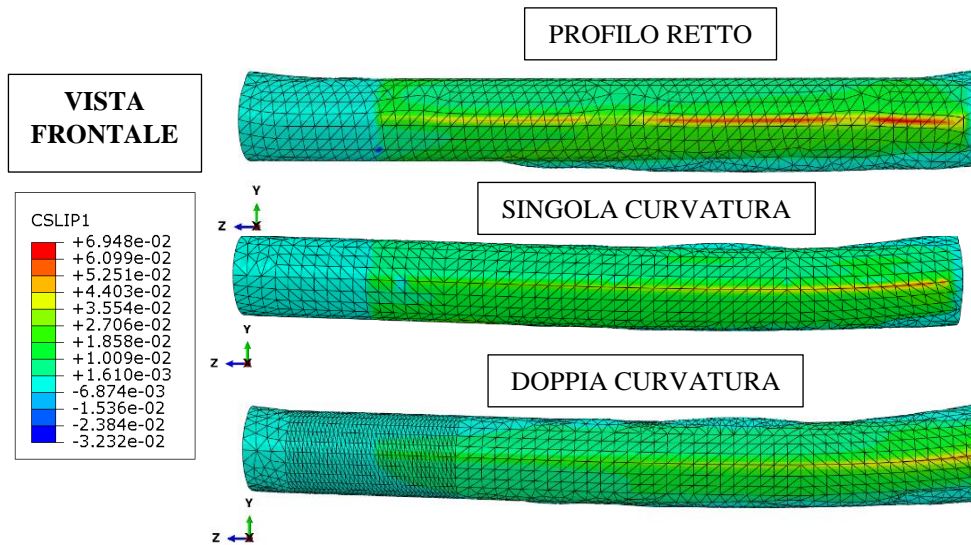 PROFILO RETTO
VISTA
FRONTALE
CSLIP1
+6.948e-02
+6.099e-02
+5.251e-02
+4.403e-02
+3.554e-02
+2.706e-02
+1.858e-02
+1.009e-02
+1.610e-03
-6.874e-03
-1.536e-02
-2.384e-02
-3.232e-02
Y
Z
X
SINGOLA CURVATURA
Y
Z
X
DOPPIA CURVATURA
Y
Z
X